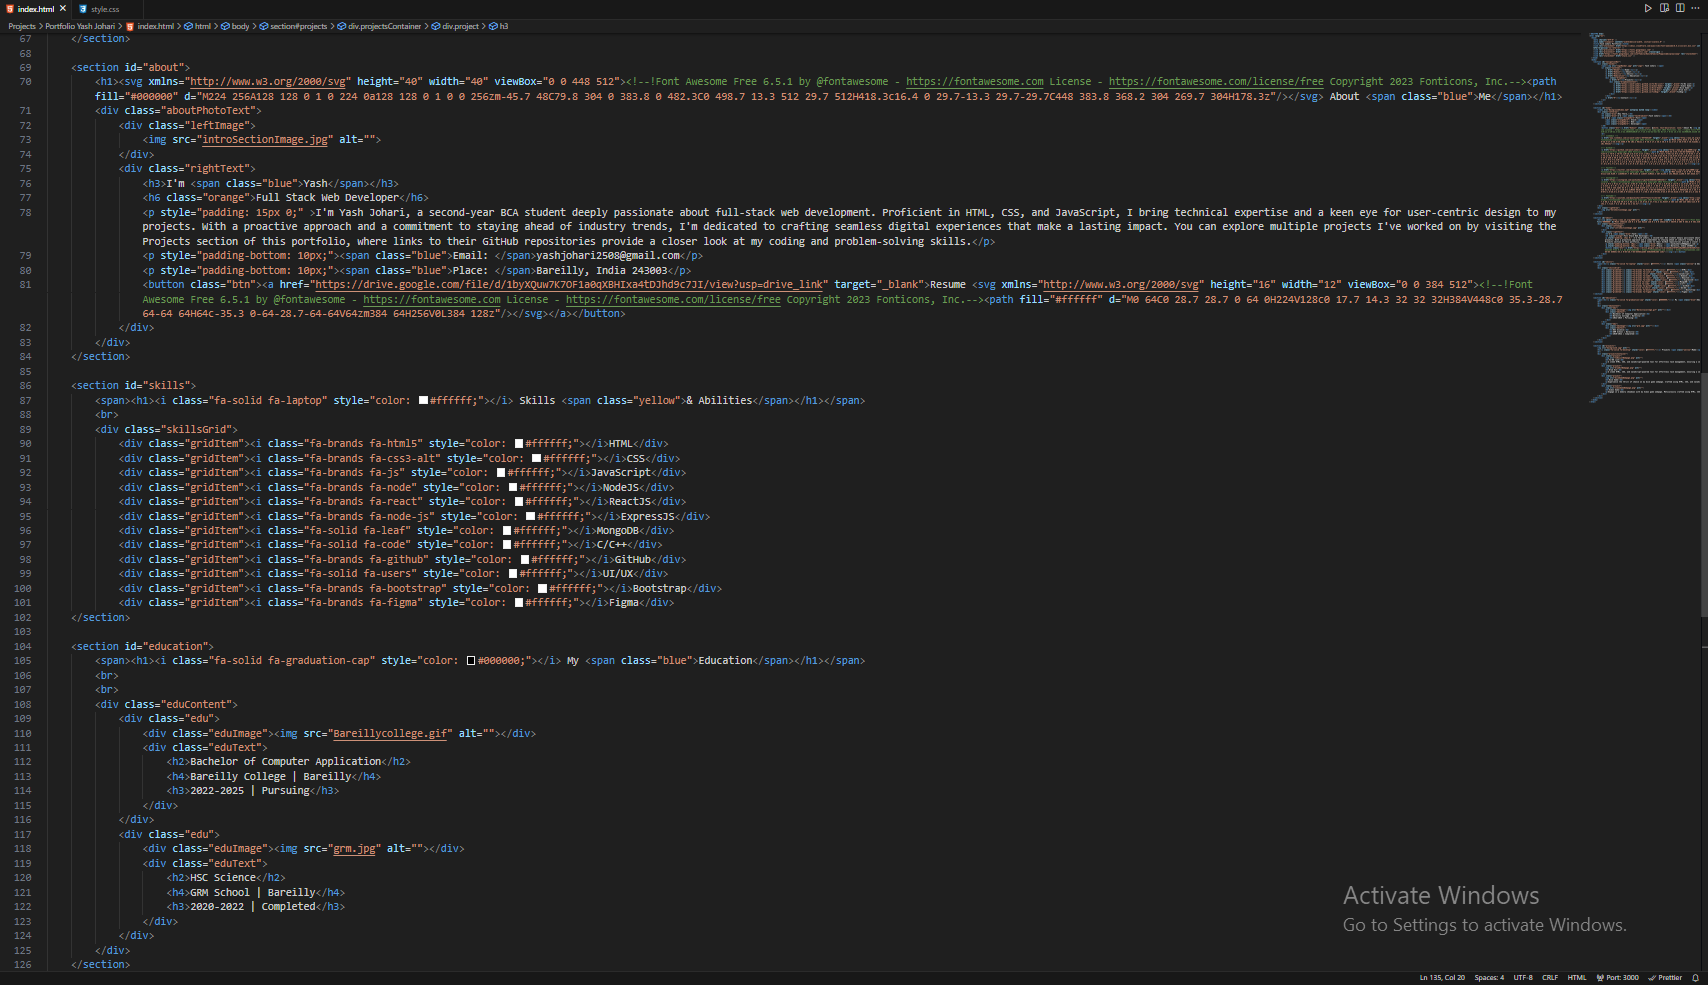 index.html
style.css
Projects > Portfolio Yash Johari > index.html > html > body > section#projects > div.projectsContainer > div.project > h3
67 </section>
68
69 <section id="about">
70 <h1><svg xmlns="http://www.w3.org/2000/svg" height="40" width="40" viewBox="0 0 448 512"><!--!Font Awesome Free 6.5.1 by @fontawesome - https://fontawesome.com License - https://fontawesome.com/license/free Copyright 2023 Fonticons, Inc.--><path
fill="#000000" d="M224 256A128 128 0 1 0 224 0a128 128 0 1 0 0 256zm-45.7 48C79.8 304 0 383.8 0 482.3C0 498.7 13.3 512 29.7 512H418.3c16.4 0 29.7-13.3 29.7-29.7C448 383.8 368.2 304 269.7 304H178.3z"/></svg> About <span class="blue">Me</span></h1>
71 <div class="aboutPhotoText">
72 <div class="leftImage">
73 <img src="introSectionImage.jpg" alt="">
74 </div>
75 <div class="rightText">
76 <h3>I'm <span class="blue">Yash</span></h3>
77 <h6 class="orange">Full Stack Web Developer</h6>
78 <p style="padding: 15px 0;" >I'm Yash Johari, a second-year BCA student deeply passionate about full-stack web development. Proficient in HTML, CSS, and JavaScript, I bring technical expertise and a keen eye for user-centric design to my
projects. With a proactive approach and a commitment to staying ahead of industry trends, I'm dedicated to crafting seamless digital experiences that make a lasting impact. You can explore multiple projects I've worked on by visiting the
Projects section of this portfolio, where links to their GitHub repositories provide a closer look at my coding and problem-solving skills.</p>
79 <p style="padding-bottom: 10px;"><span class="blue">Email: </span>yashjohari2508@gmail.com</p>
80 <p style="padding-bottom: 10px;"><span class="blue">Place: </span>Bareilly, India 243003</p>
81 <button class="btn"><a href="https://drive.google.com/file/d/1byXQuw7K7OF1a0qXBHIxa4tDJhd9c7JI/view?usp=drive_link" target="_blank">Resume <svg xmlns="http://www.w3.org/2000/svg" height="16" width="12" viewBox="0 0 384 512"><!--!Font
Awesome Free 6.5.1 by @fontawesome - https://fontawesome.com License - https://fontawesome.com/license/free Copyright 2023 Fonticons, Inc.--><path fill="#ffffff" d="M0 64C0 28.7 28.7 0 64 0H224V128c0 17.7 14.3 32 32 32H384V448c0 35.3-28.7
64-64 64H64c-35.3 0-64-28.7-64-64V64zm384 64H256V0L384 128z"/></svg></a></button>
82 </div>
83 </div>
84 </section>
85
86 <section id="skills">
87 <span><h1><i class="fa-solid fa-laptop" style="color: #ffffff;"></i> Skills <span class="yellow">& Abilities</span></h1></span>
88 <br>
89 <div class="skillsGrid">
90 <div class="gridItem"><i class="fa-brands fa-html5" style="color: #ffffff;"></i>HTML</div>
91 <div class="gridItem"><i class="fa-brands fa-css3-alt" style="color: #ffffff;"></i>CSS</div>
92 <div class="gridItem"><i class="fa-brands fa-js" style="color: #ffffff;"></i>JavaScript</div>
93 <div class="gridItem"><i class="fa-brands fa-node" style="color: #ffffff;"></i>NodeJS</div>
94 <div class="gridItem"><i class="fa-brands fa-react" style="color: #ffffff;"></i>ReactJS</div>
95 <div class="gridItem"><i class="fa-brands fa-node-js" style="color: #ffffff;"></i>ExpressJS</div>
96 <div class="gridItem"><i class="fa-solid fa-leaf" style="color: #ffffff;"></i>MongoDB</div>
97 <div class="gridItem"><i class="fa-solid fa-code" style="color: #ffffff;"></i>C/C++</div>
98 <div class="gridItem"><i class="fa-brands fa-github" style="color: #ffffff;"></i>GitHub</div>
99 <div class="gridItem"><i class="fa-solid fa-users" style="color: #ffffff;"></i>UI/UX</div>
100 <div class="gridItem"><i class="fa-brands fa-bootstrap" style="color: #ffffff;"></i>Bootstrap</div>
101 <div class="gridItem"><i class="fa-brands fa-figma" style="color: #ffffff;"></i>Figma</div>
102 </section>
103
104 <section id="education">
105 <span><h1><i class="fa-solid fa-graduation-cap" style="color: #000000;"></i> My <span class="blue">Education</span></h1></span>
106 <br>
107 <br>
108 <div class="eduContent">
109 <div class="edu">
110 <div class="eduImage"><img src="Bareillycollege.gif" alt=""></div>
111 <div class="eduText">
112 <h2>Bachelor of Computer Application</h2>
113 <h4>Bareilly College | Bareilly</h4>
114 <h3>2022-2025 | Pursuing</h3>
115 </div>
116 </div>
117 <div class="edu">
118 <div class="eduImage"><img src="grm.jpg" alt=""></div>
119 <div class="eduText">
120 <h2>HSC Science</h2>
121 <h4>GRM School | Bareilly</h4>
122 <h3>2020-2022 | Completed</h3>
123 </div>
124 </div>
125 </div>
126 </section>
Activate Windows
Go to Settings to activate Windows.
Ln 135, Col 20 Spaces: 4 UTF-8 CRLF HTML Port: 3000 Prettier